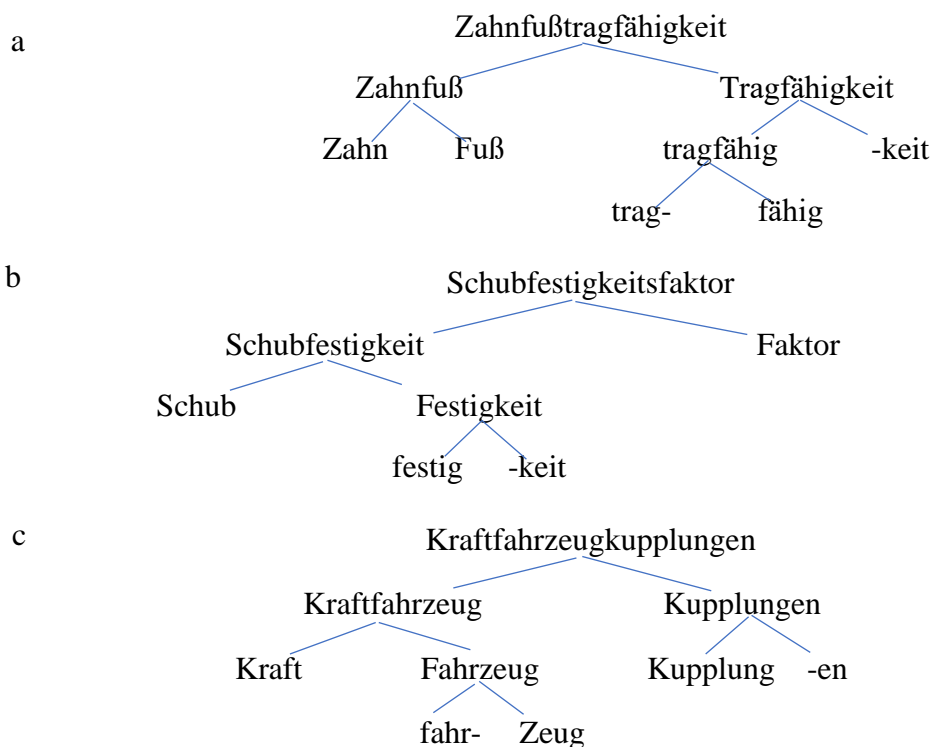 a
Zahnfußtragfähigkeit
Zahnfuß Tragfähigkeit
Zahn Fuß tragfähig -keit
trag- fähig
b
Schubfestigkeitsfaktor
Schubfestigkeit Faktor
Schub Festigkeit
festig -keit
c
Kraftfahrzeugkupplungen
Kraftfahrzeug Kupplungen
Kraft Fahrzeug Kupplung -en
fahr- Zeug